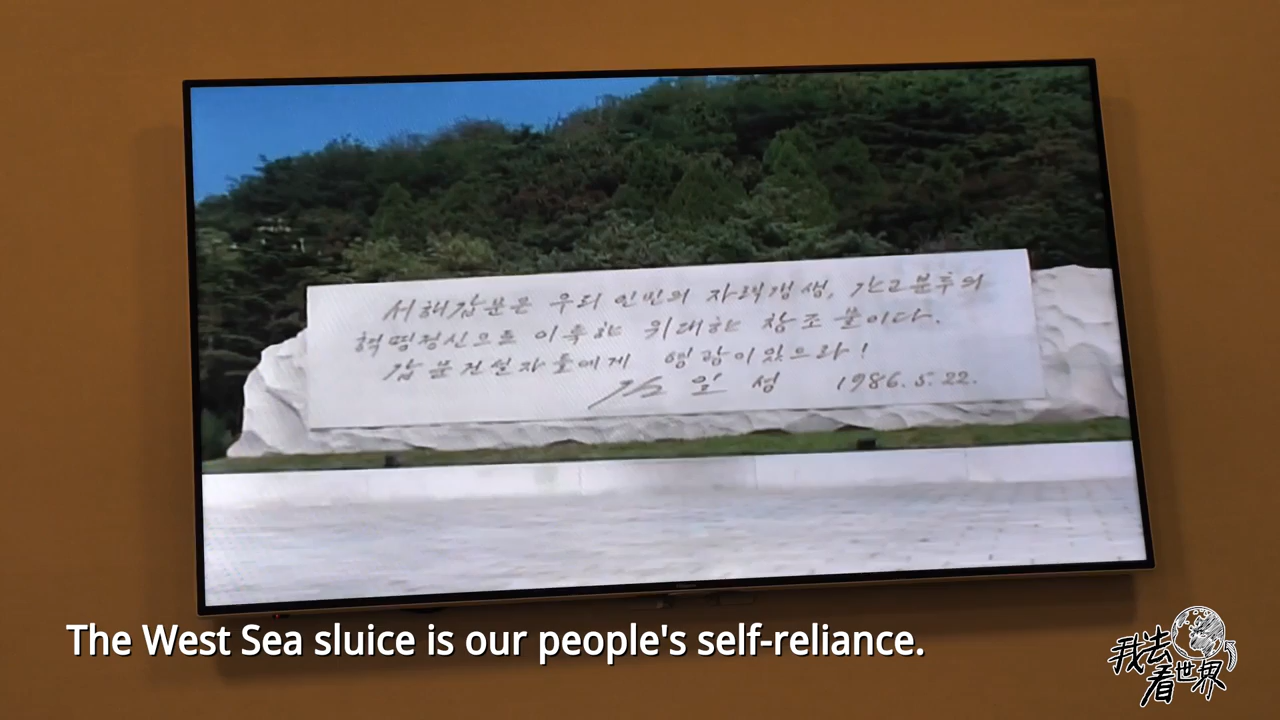 서해갑문은 우리 인민의 자력갱생, 간고분투의
혁명정신으로 이룩한 위대한 창조물이다.
갑문건설자들에게 영광이 있으라!
김일성 1986. 5. 22.
The West Sea sluice is our people's self-reliance.
我去
看世界